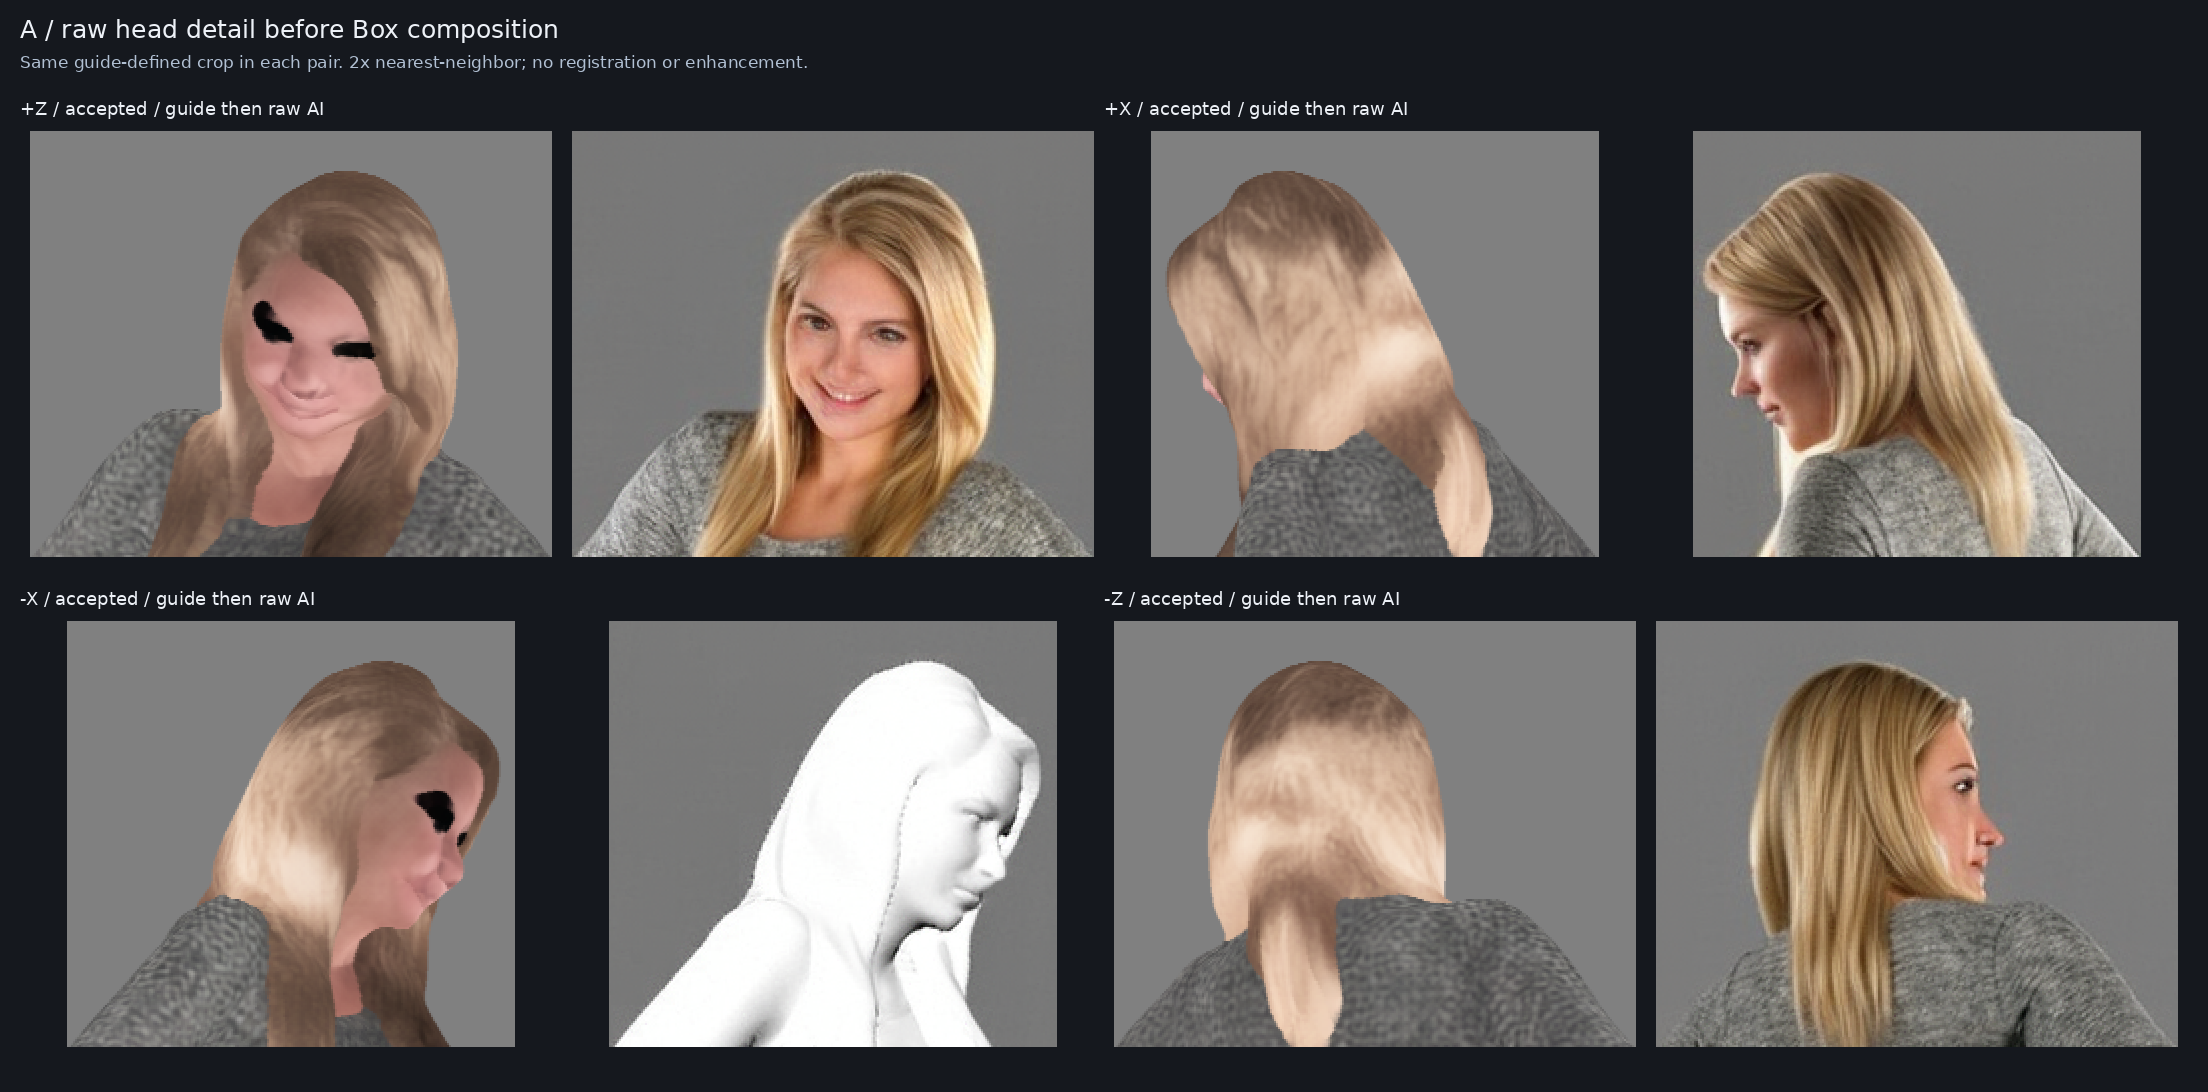 A / raw head detail before Box composition
Same guide-defined crop in each pair. 2x nearest-neighbor; no registration or enhancement.
+Z / accepted / guide then raw AI
+X / accepted / guide then raw AI
-X / accepted / guide then raw AI
-Z / accepted / guide then raw AI